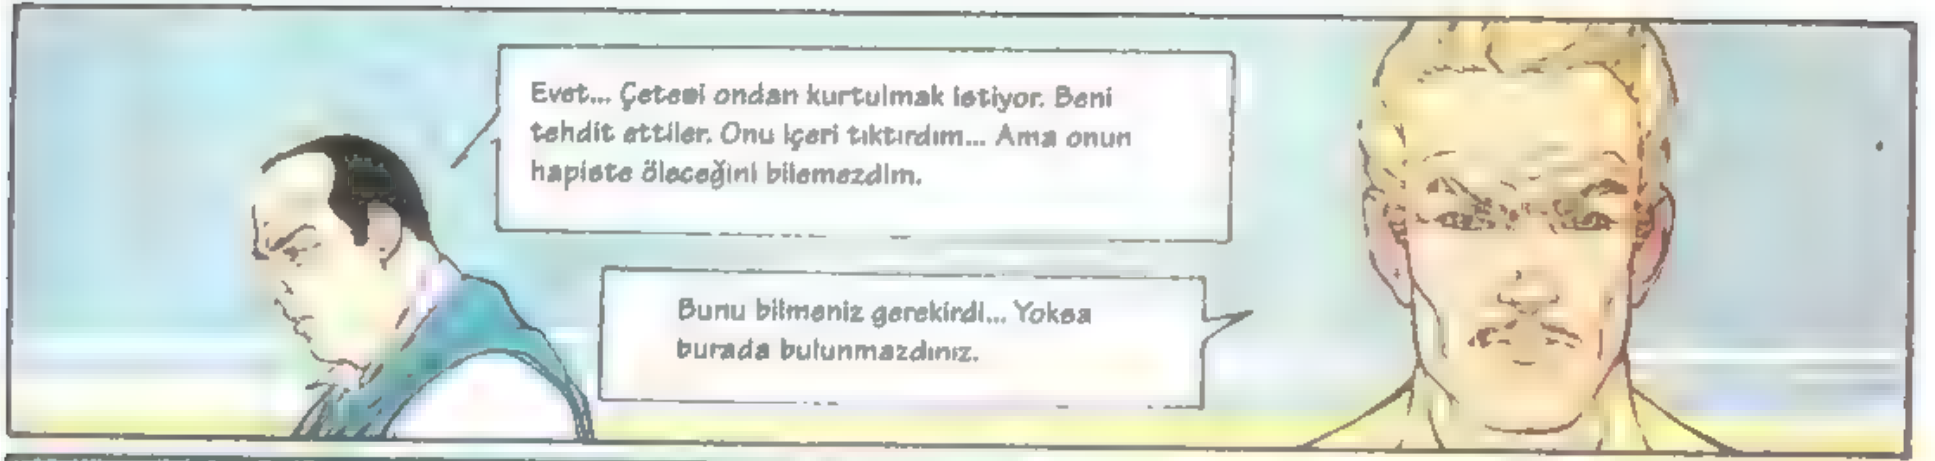 Evet... Çetesi ondan kurtulmak istiyor. Beni
tehdit ettiler. Onu içeri tıktırdım... Ama onun
hapiste öleceğini bilemezdim.
Bunu bilmeniz gerekirdi... Yoksa
burada bulunmazdınız.